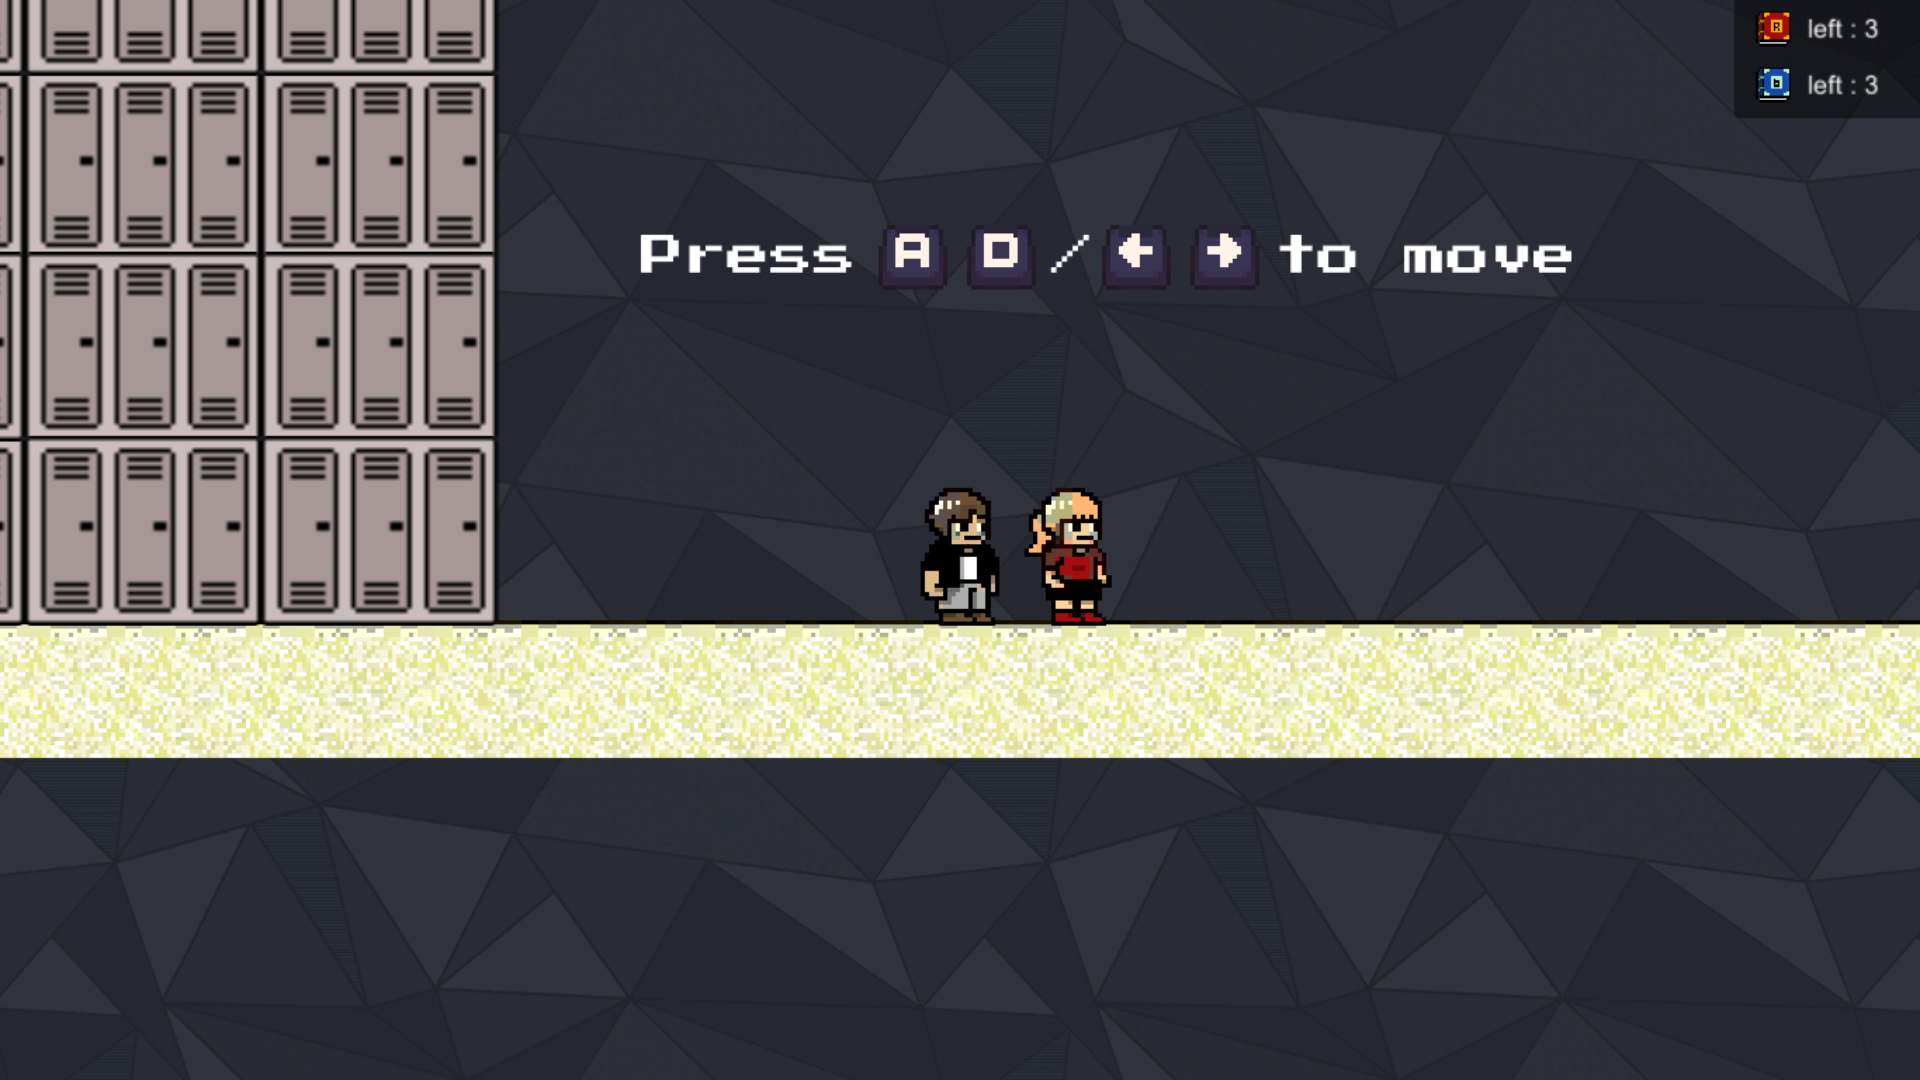 R left : 3
B left : 3
Press A D / ← → to move